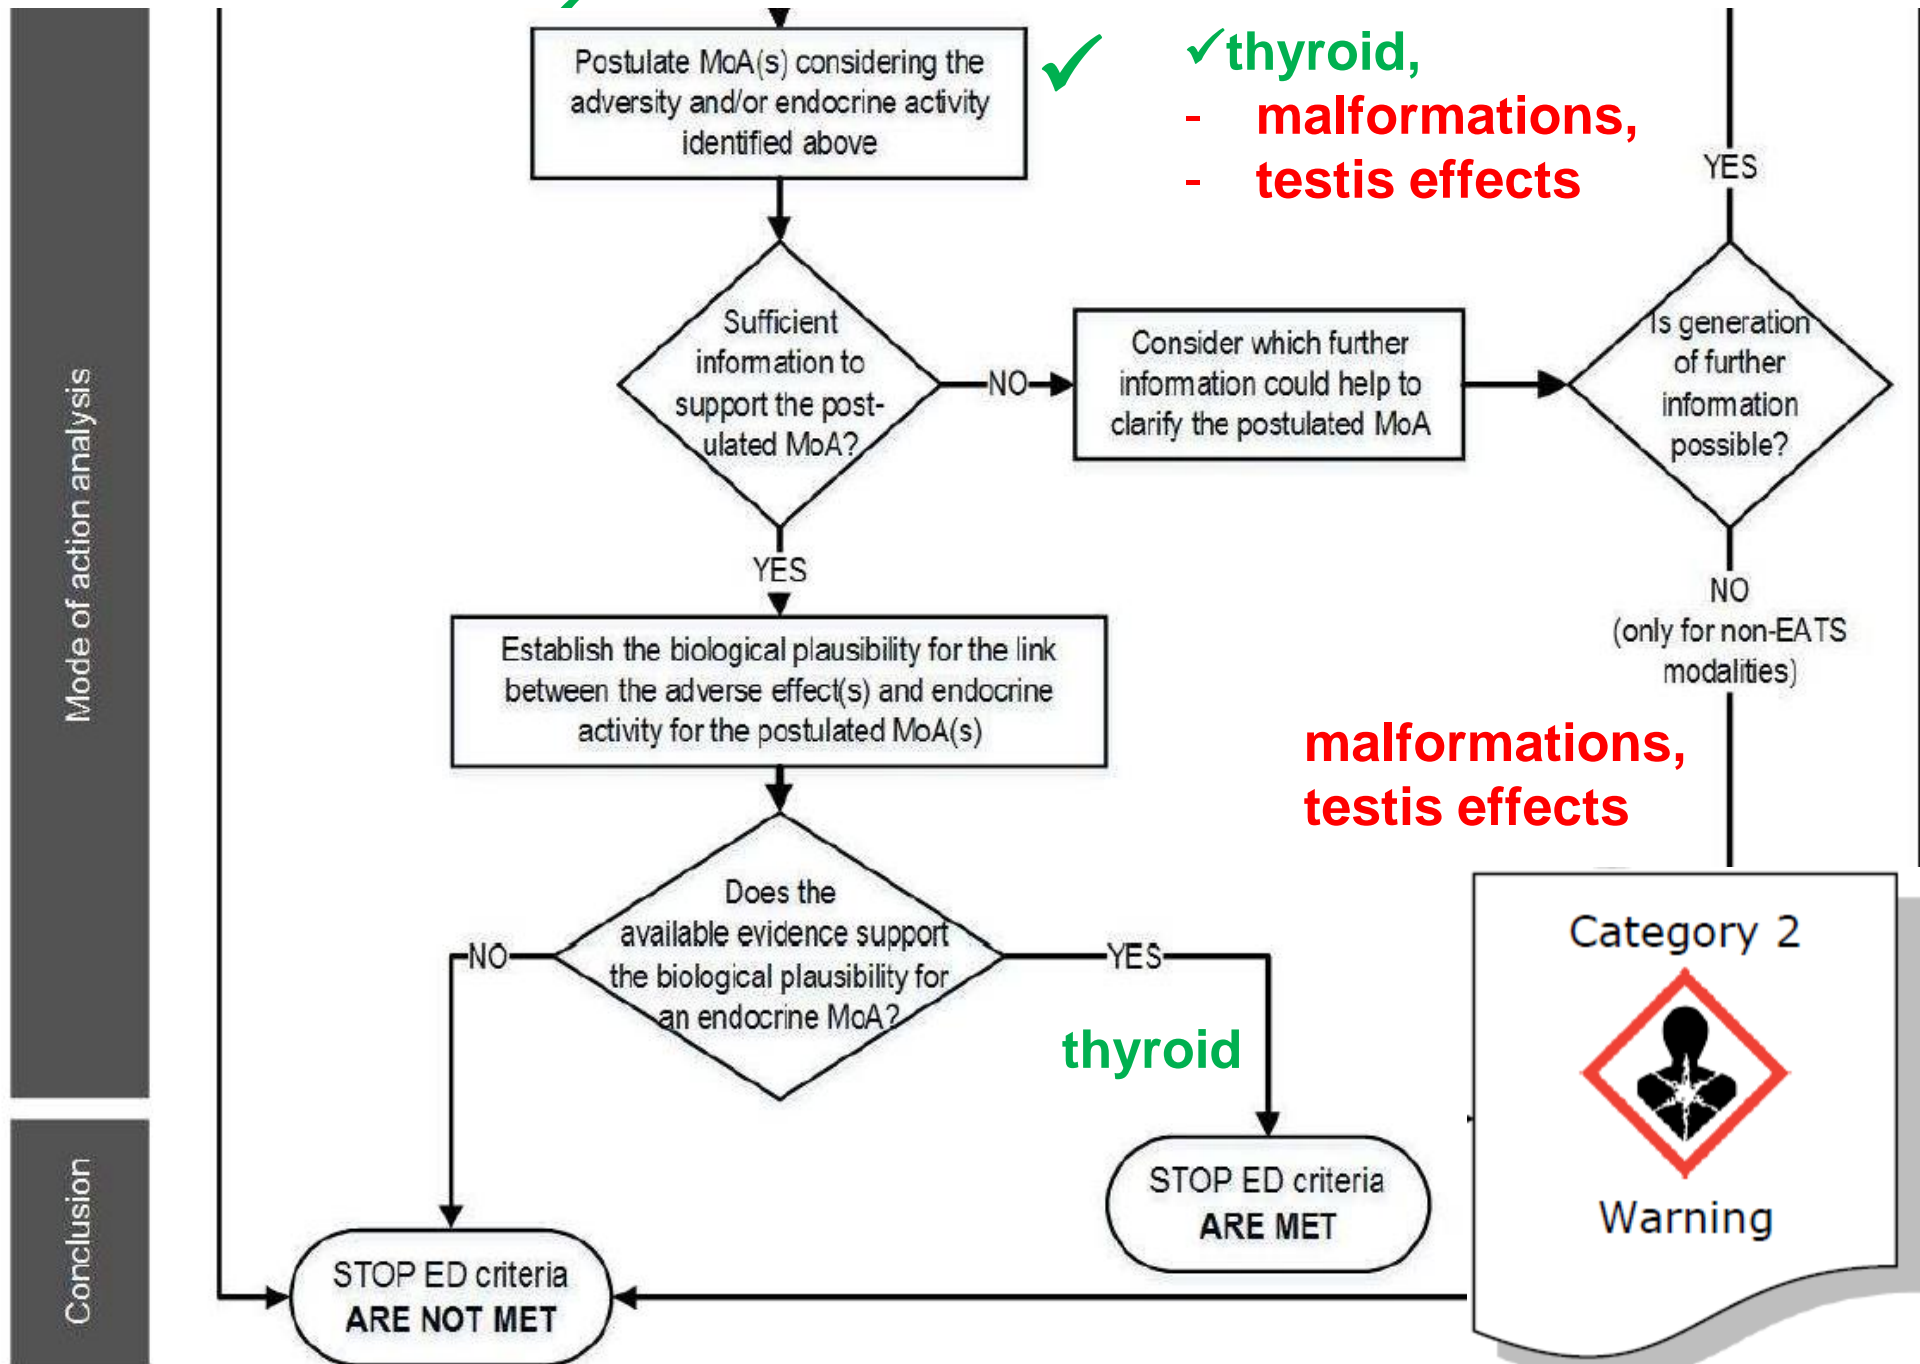 Postulate MoA(s) considering the
adversity and/or endocrine activity
identified above
✓
✓thyroid,
- malformations,
- testis effects
YES
Sufficient
information to
support the post-
ulated MoA?
NO
Consider which further
information could help to
clarify the postulated MoA
Is generation
of further
information
possible?
YES
NO
(only for non-EATS
modalities)
Mode of action analysis
Establish the biological plausibility for the link
between the adverse effect(s) and endocrine
activity for the postulated MoA(s)
malformations,
testis effects
Does the
available evidence support
the biological plausibility for
an endocrine MoA?
NO
YES
thyroid
Category 2
Warning
Conclusion
STOP ED criteria
ARE MET
STOP ED criteria
ARE NOT MET